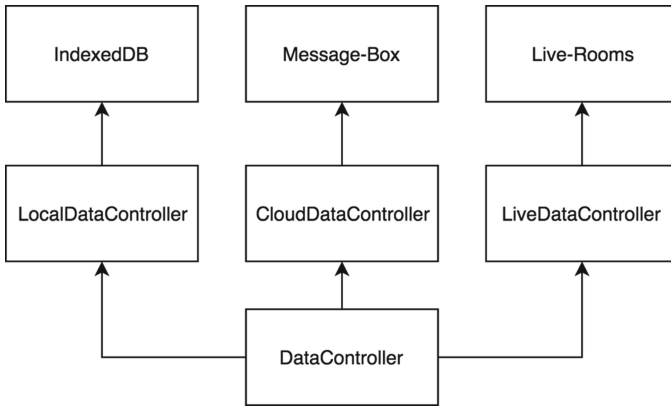 IndexedDB
Message-Box
Live-Rooms
LocalDataController
CloudDataController
LiveDataController
DataController